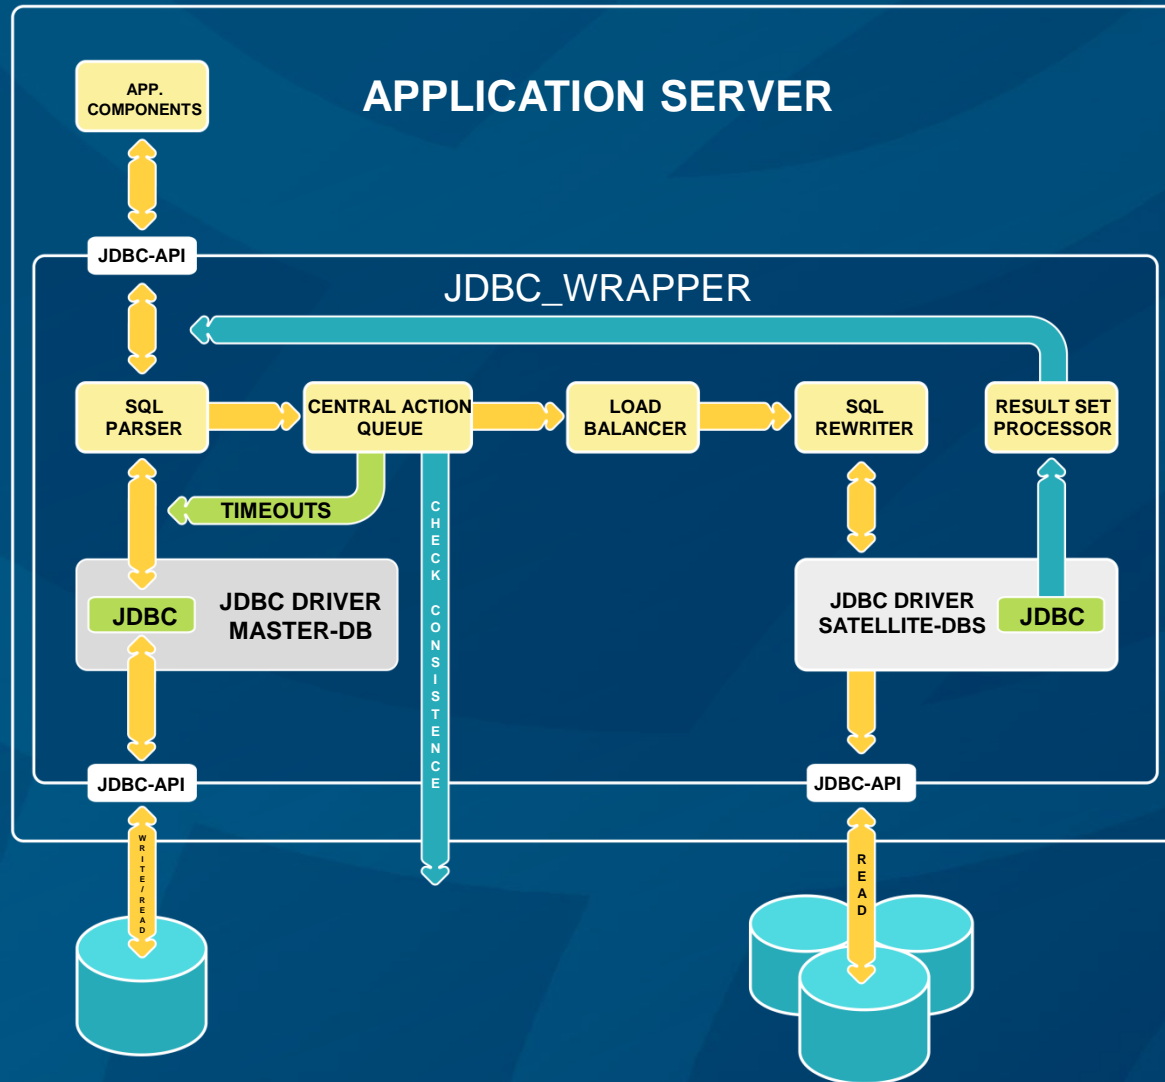 APPLICATION SERVER
APP.
COMPONENTS
JDBC-API
JDBC_WRAPPER
SQL
PARSER
CENTRAL ACTION
QUEUE
LOAD
BALANCER
SQL
REWRITER
RESULT SET
PROCESSOR
TIMEOUTS
CHECK CONSISTENCE
JDBC
JDBC DRIVER
MASTER-DB
JDBC DRIVER
SATELLITE-DBS
JDBC
JDBC-API
JDBC-API
WRITE/READ
READ